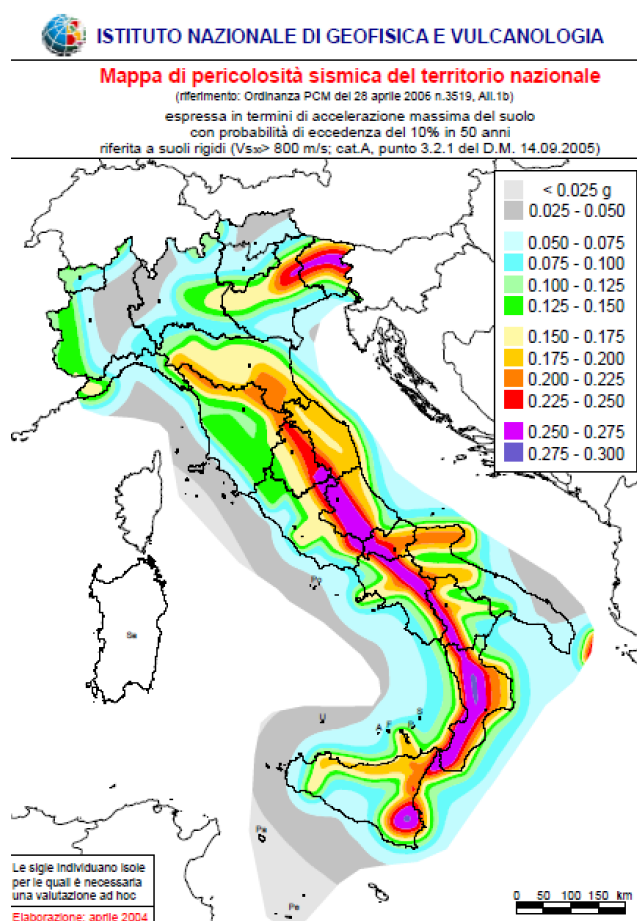 ISTITUTO NAZIONALE DI GEOFISICA E VULCANOLOGIA
Mappa di pericolosità sismica del territorio nazionale
(riferimento: Ordinanza PCM del 28 aprile 2006 n.3519, All.1b)
espressa in termini di accelerazione massima del suolo
con probabilità di eccedenza del 10% in 50 anni
riferita a suoli rigidi (Vs30> 800 m/s; cat.A, punto 3.2.1 del D.M. 14.09.2005)
< 0.025 g
0.025 - 0.050
0.050 - 0.075
0.075 - 0.100
0.100 - 0.125
0.125 - 0.150
0.150 - 0.175
0.175 - 0.200
0.200 - 0.225
0.225 - 0.250
0.250 - 0.275
0.275 - 0.300
Se
U
A
F
S
Pa
Pe
Le sigle individuano isole
per le quali è necessaria
una valutazione ad hoc
Elaborazione: aprile 2004
0 50 100 150 km